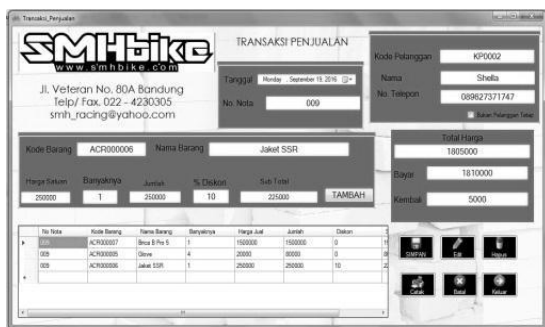 Transaksi_Penjualan
SMHbike
www.smhbike.com
Jl. Veteran No. 80A Bandung
Telp/ Fax. 022 - 4230305
smh_racing@yahoo.com
TRANSAKSI PENJUALAN
Tanggal Monday , September 19, 2016
No. Nota 009
Kode Pelanggan KP0002
Nama Shella
No. Telepon 089627371747
Bukan Pelanggan Tetap
Kode Barang ACR000006 Nama Barang Jaket SSR
Harga Satuan Banyaknya Jumlah % Diskon Sub Total
250000 1 250000 10 225000 TAMBAH
Total Harga
1805000
Bayar 1810000
Kembali 5000
No Nota Kode Barang Nama Barang Banyaknya Harga Jual Jumlah Diskon
009 ACR000007 1 1500000 1500000 0
009 ACR000005 Glove 4 20000 80000 0
009 ACR000006 Jaket SSR 1 250000 250000 10
SIMPAN Edit Hapus
Cetak Batal Keluar